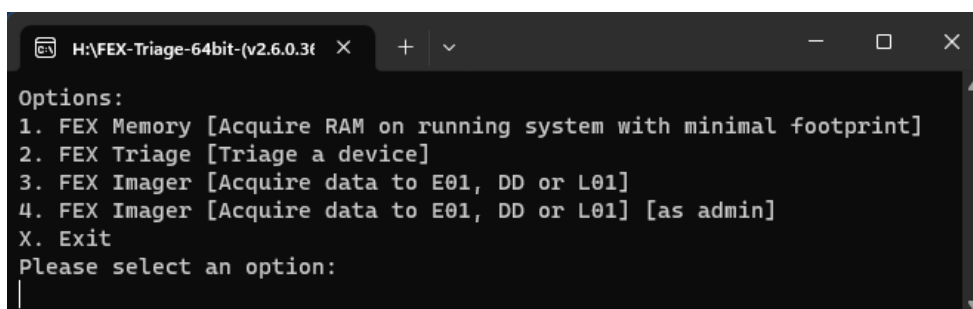 H:\FEX-Triage-64bit-(v2.6.0.36
Options:
1. FEX Memory [Acquire RAM on running system with minimal footprint]
2. FEX Triage [Triage a device]
3. FEX Imager [Acquire data to E01, DD or L01]
4. FEX Imager [Acquire data to E01, DD or L01] [as admin]
X. Exit
Please select an option: